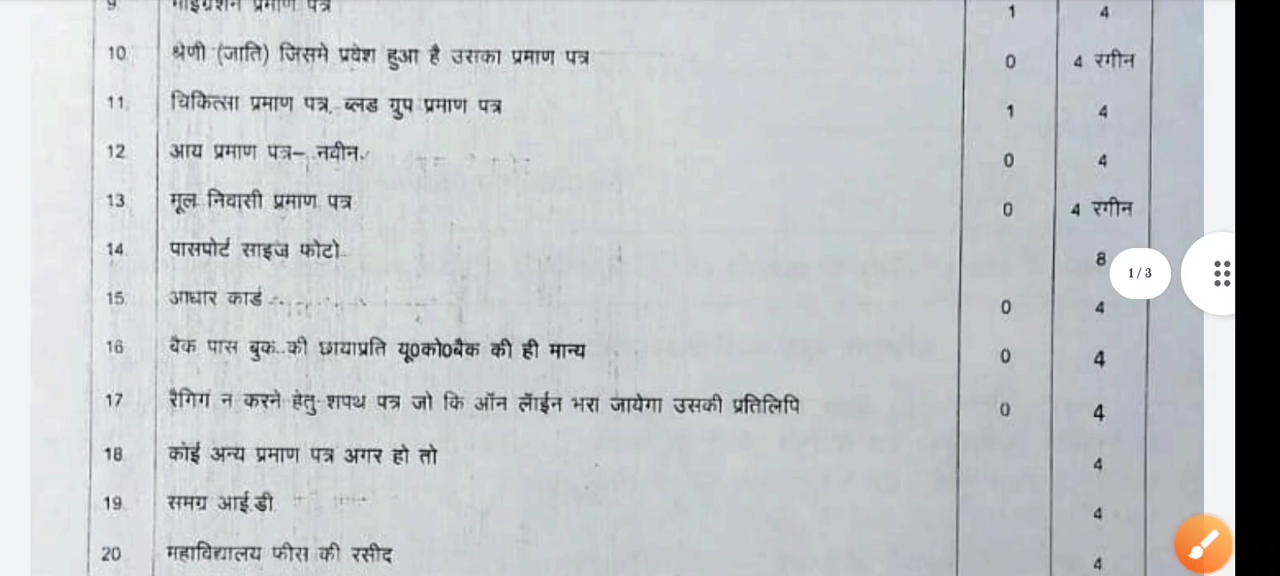 9 माइग्रेशन प्रमाण पत्र 1 4
10. श्रेणी (जाति) जिसमे प्रवेश हुआ है उसका प्रमाण पत्र 0 4 रगीन
11. चिकित्सा प्रमाण पत्र, ब्लड ग्रुप प्रमाण पत्र 1 4
12. आय प्रमाण पत्र– नवीन 0 4
13. मूल निवासी प्रमाण पत्र 0 4 रगीन
14. पासपोर्ट साइज फोटो 8
1/3
15. आधार कार्ड 0 4
16 बैक पास बुक की छायाप्रति यू0को0बैक की ही मान्य 0 4
17 रैगिगं न करने हेतु शपथ पत्र जो कि ऑन लॅाईन भरा जायेगा उसकी प्रतिलिपि 0 4
18. कोई अन्य प्रमाण पत्र अगर हो तो 4
19. समग्र आई.डी 4
20 महाविद्यालय फीस की रसीद 4